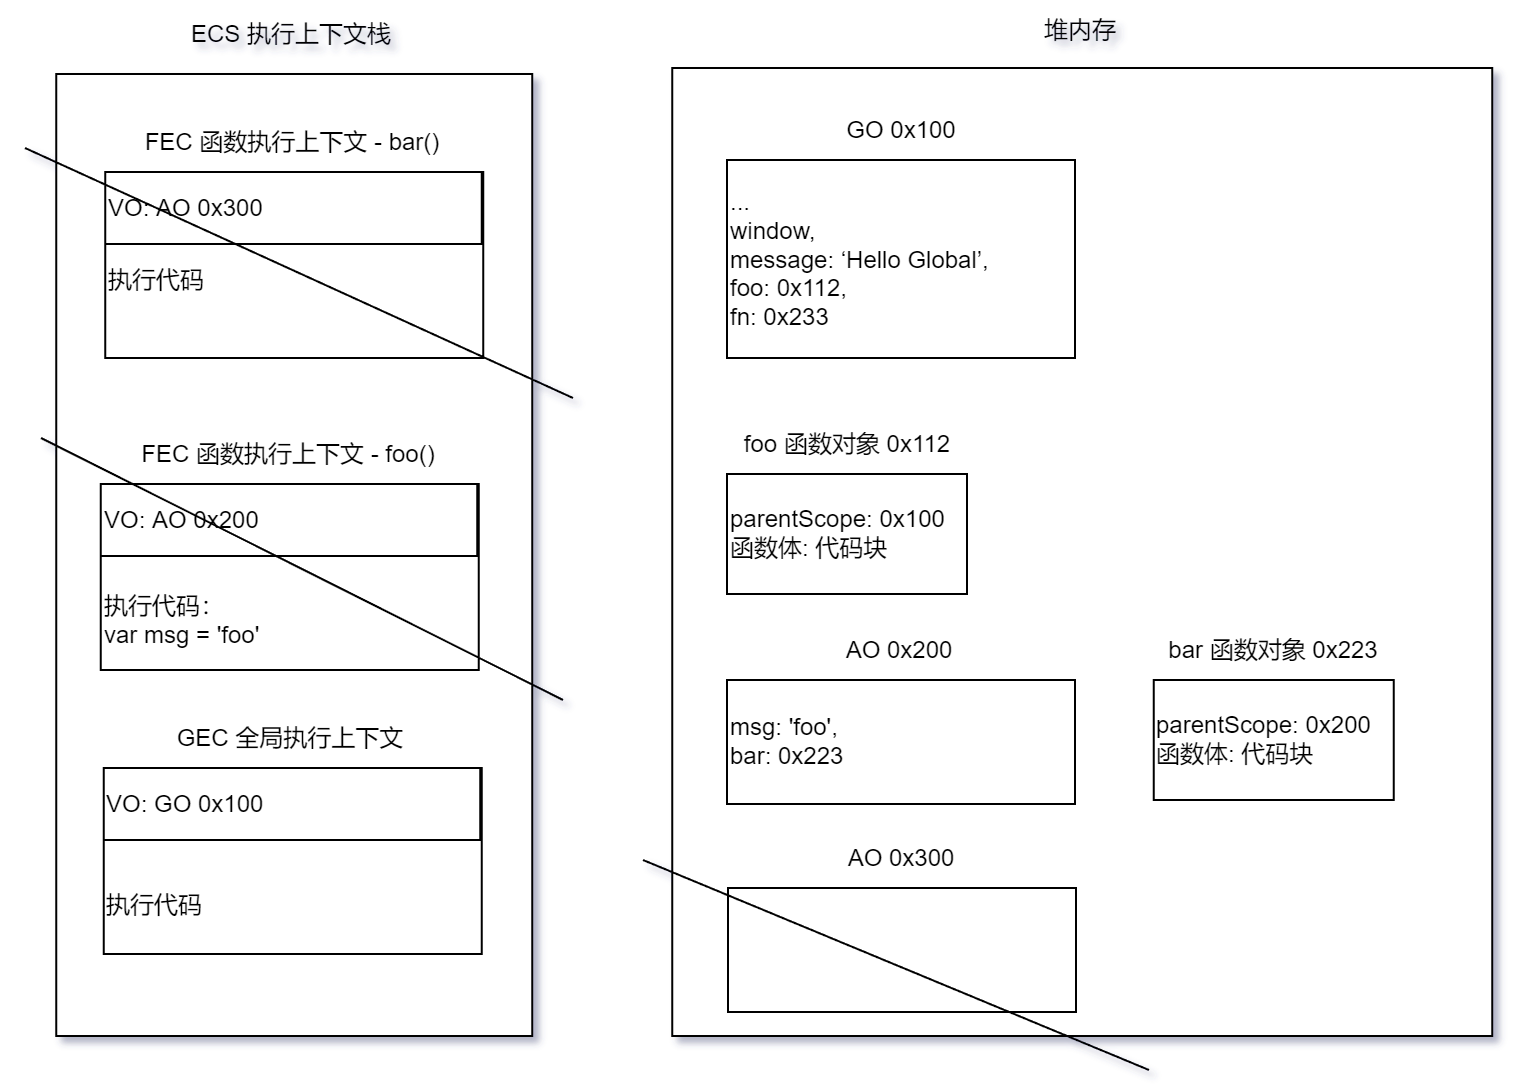 ECS 执行上下文栈
FEC 函数执行上下文 - bar()
VO: AO 0x300
执行代码
FEC 函数执行上下文 - foo()
VO: AO 0x200
执行代码：
var msg = 'foo'
GEC 全局执行上下文
VO: GO 0x100
执行代码
堆内存
GO 0x100
...
window,
message: ‘Hello Global’,
foo: 0x112,
fn: 0x233
foo 函数对象 0x112
parentScope: 0x100
函数体: 代码块
AO 0x200
msg: 'foo',
bar: 0x223
bar 函数对象 0x223
parentScope: 0x200
函数体: 代码块
AO 0x300